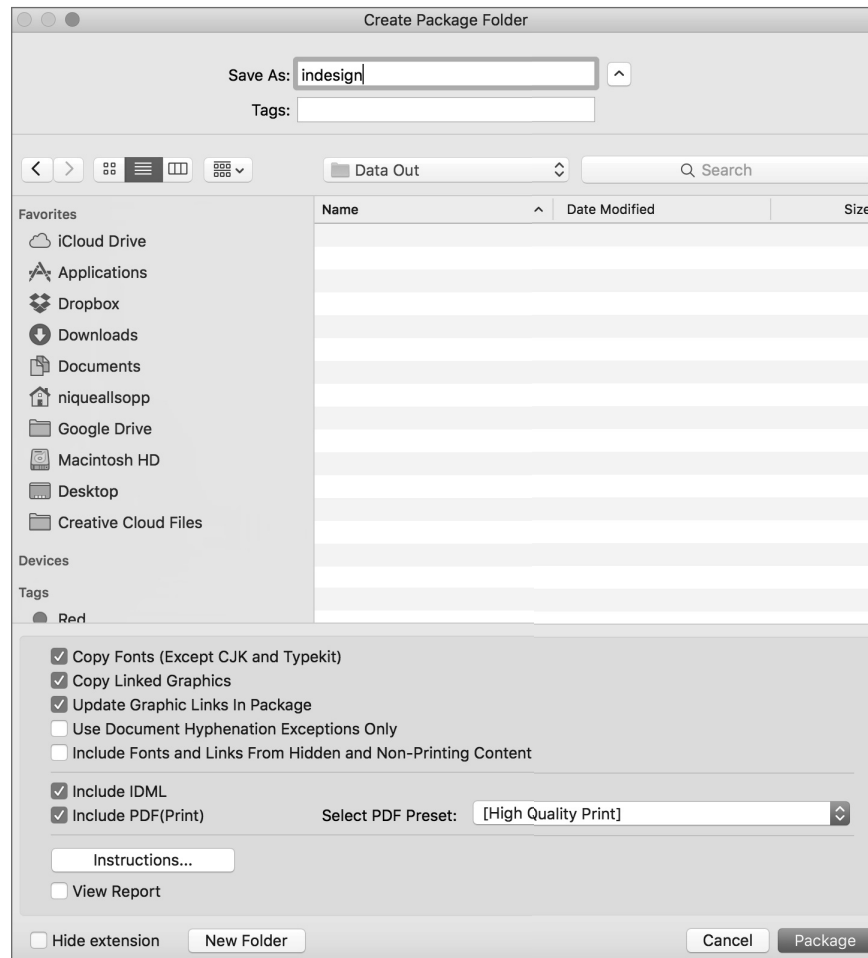 Create Package Folder
Save As: indesign
Tags:
Data Out
Search
Favorites
Name Date Modified Size
iCloud Drive
Applications
Dropbox
Downloads
Documents
niqueallsopp
Google Drive
Macintosh HD
Desktop
Creative Cloud Files
Devices
Tags
Red
Copy Fonts (Except CJK and Typekit)
Copy Linked Graphics
Update Graphic Links In Package
Use Document Hyphenation Exceptions Only
Include Fonts and Links From Hidden and Non-Printing Content
Include IDML
Include PDF(Print) Select PDF Preset: [High Quality Print]
Instructions...
View Report
Hide extension New Folder Cancel Package